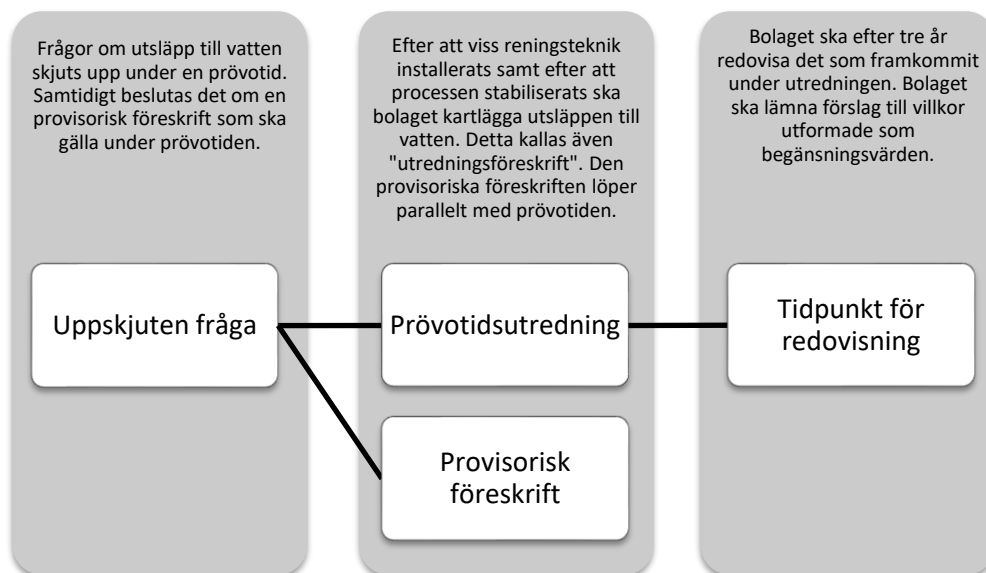 Frågor om utsläpp till vatten
skjuts upp under en prövotid.
Samtidigt beslutas det om en
provisorisk föreskrift som ska
gälla under prövotiden.
Uppskjuten fråga
Efter att viss reningsteknik
installerats samt efter att
processen stabiliserats ska
bolaget kartlägga utsläppen till
vatten. Detta kallas även
"utredningsföreskrift". Den
provisoriska föreskriften löper
parallelt med prövotiden.
Prövotidsutredning
Provisorisk
föreskrift
Bolaget ska efter tre år
redovisa det som framkommit
under utredningen. Bolaget
ska lämna förslag till villkor
utformade som
begänsningsvärden.
Tidpunkt för
redovisning